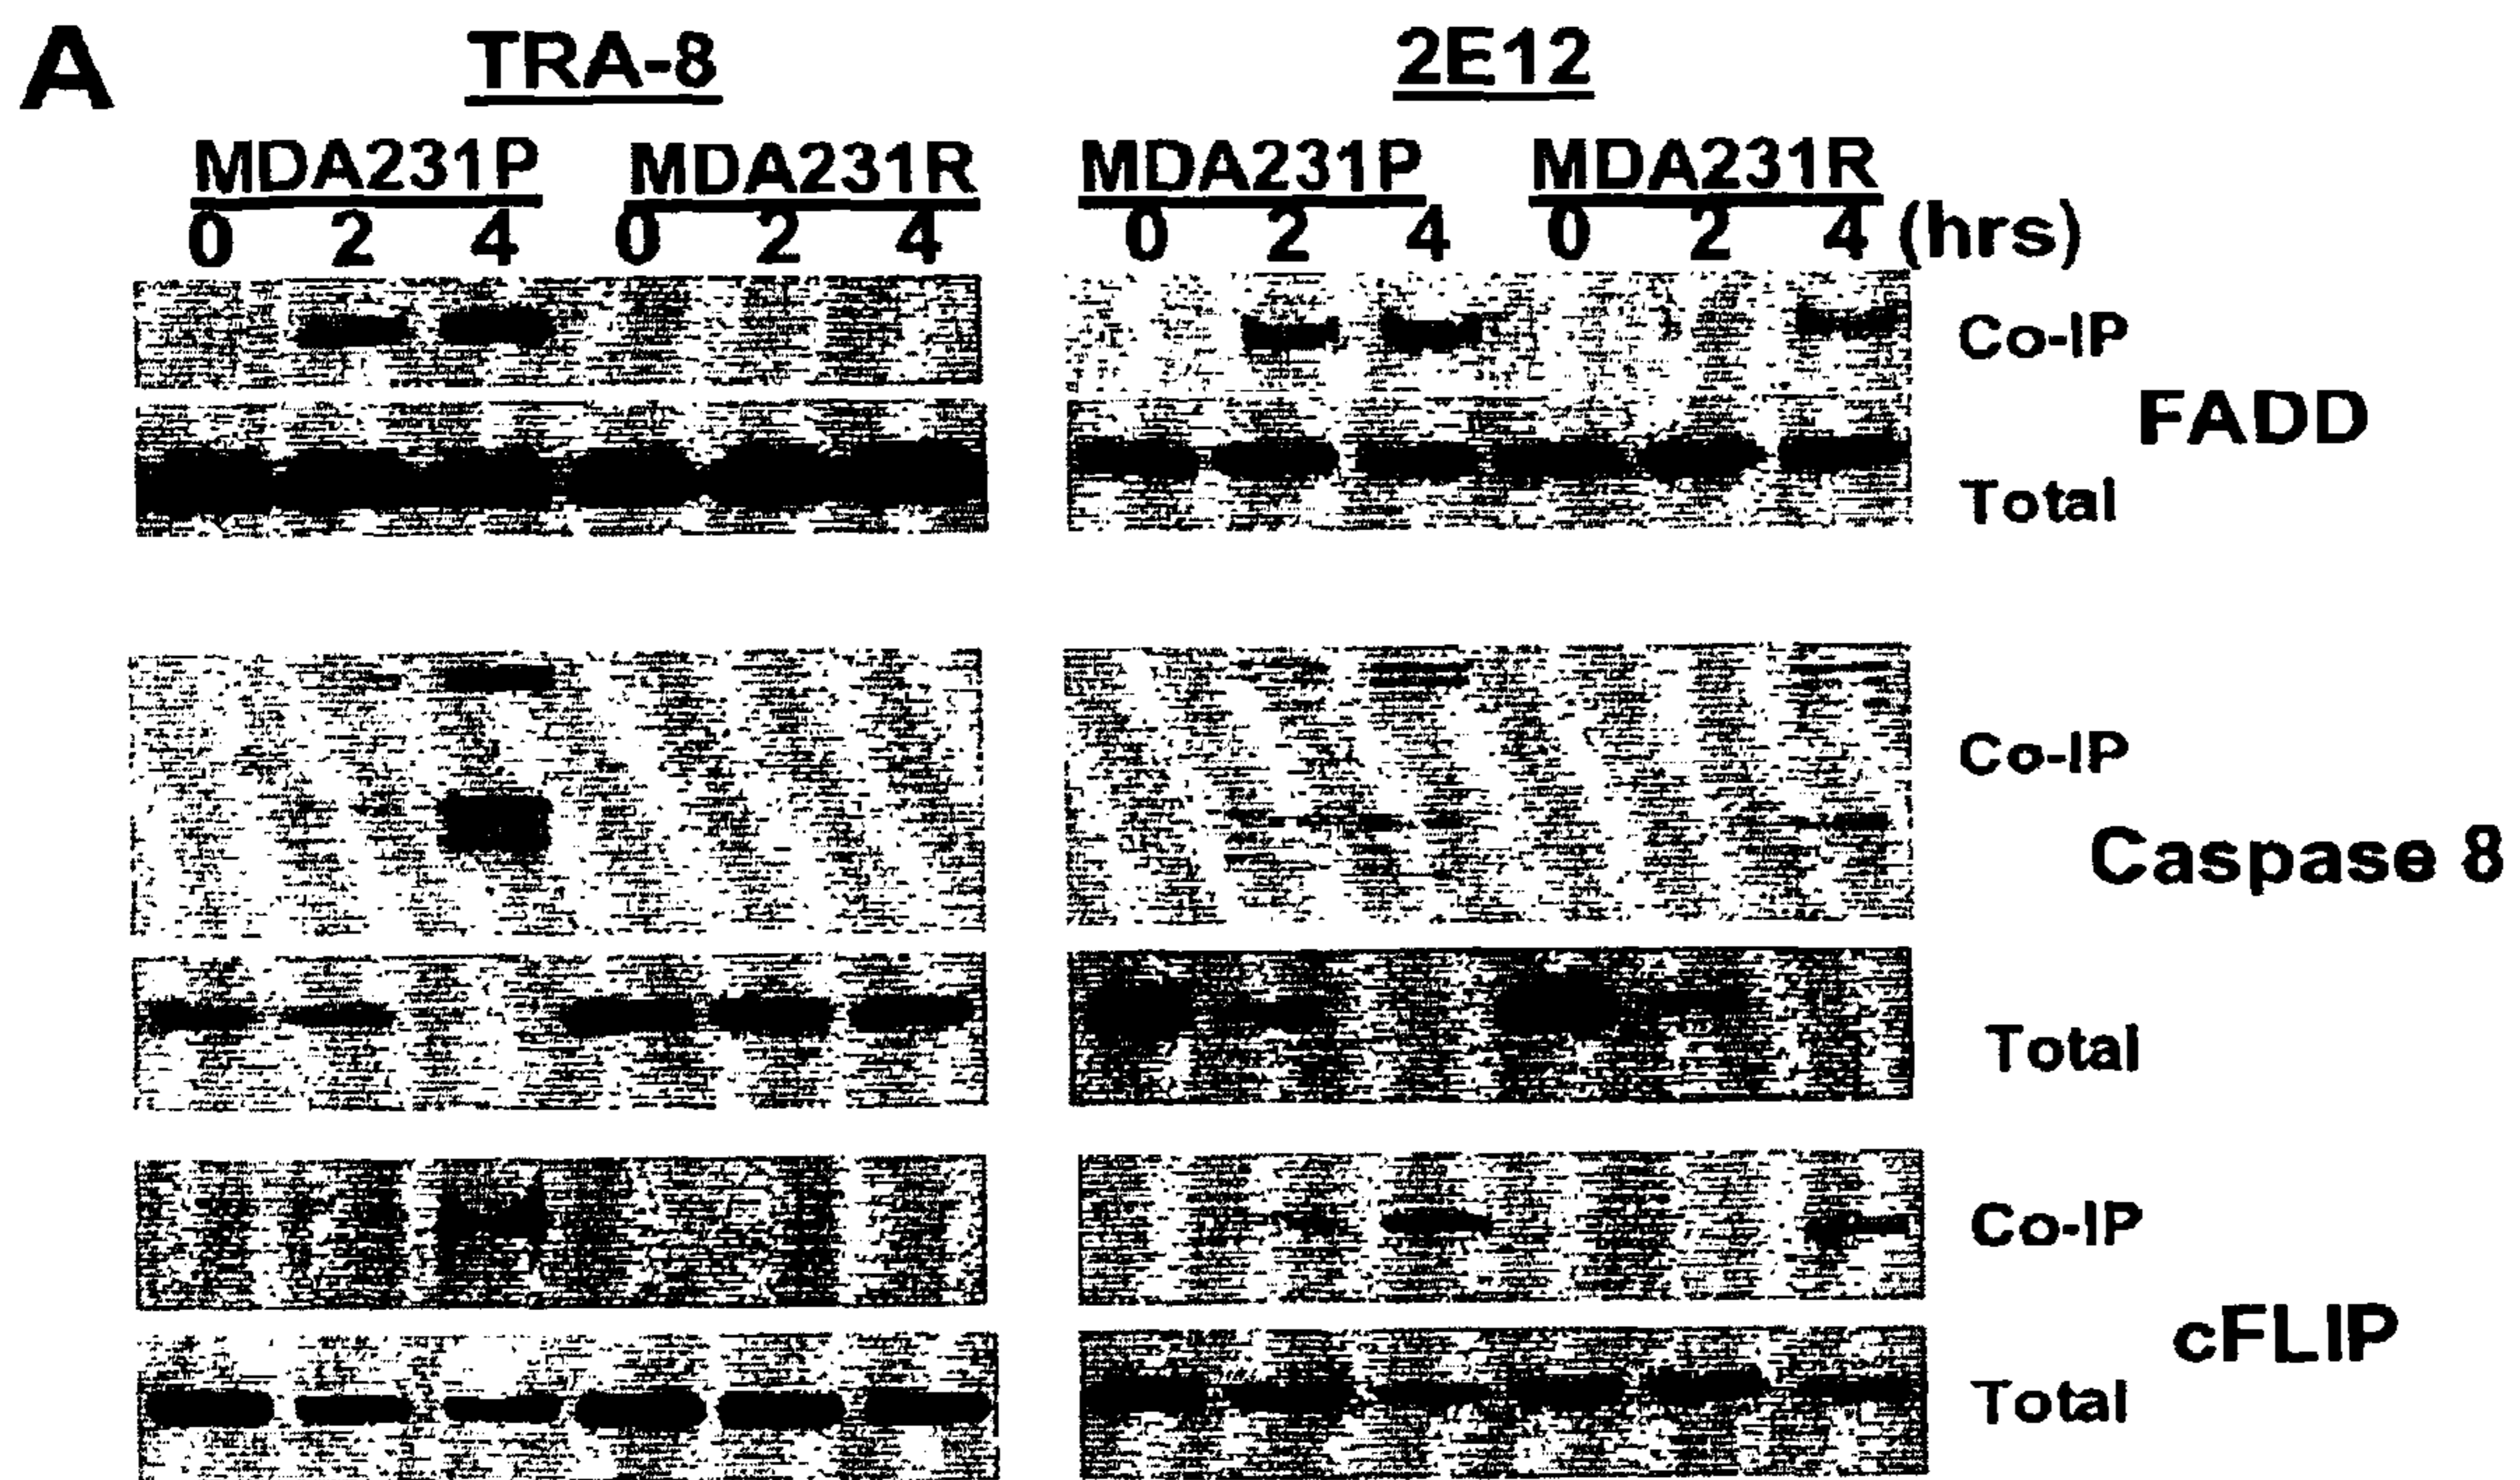 A
TRA-8 2E12
MDA231P MDA231R MDA231P MDA231R
0 2 4 0 2 4 0 2 4 0 2 4 (hrs)
Co-IP
FADD
Total
Co-IP
Caspase 8
Total
Co-IP
cFLIP
Total